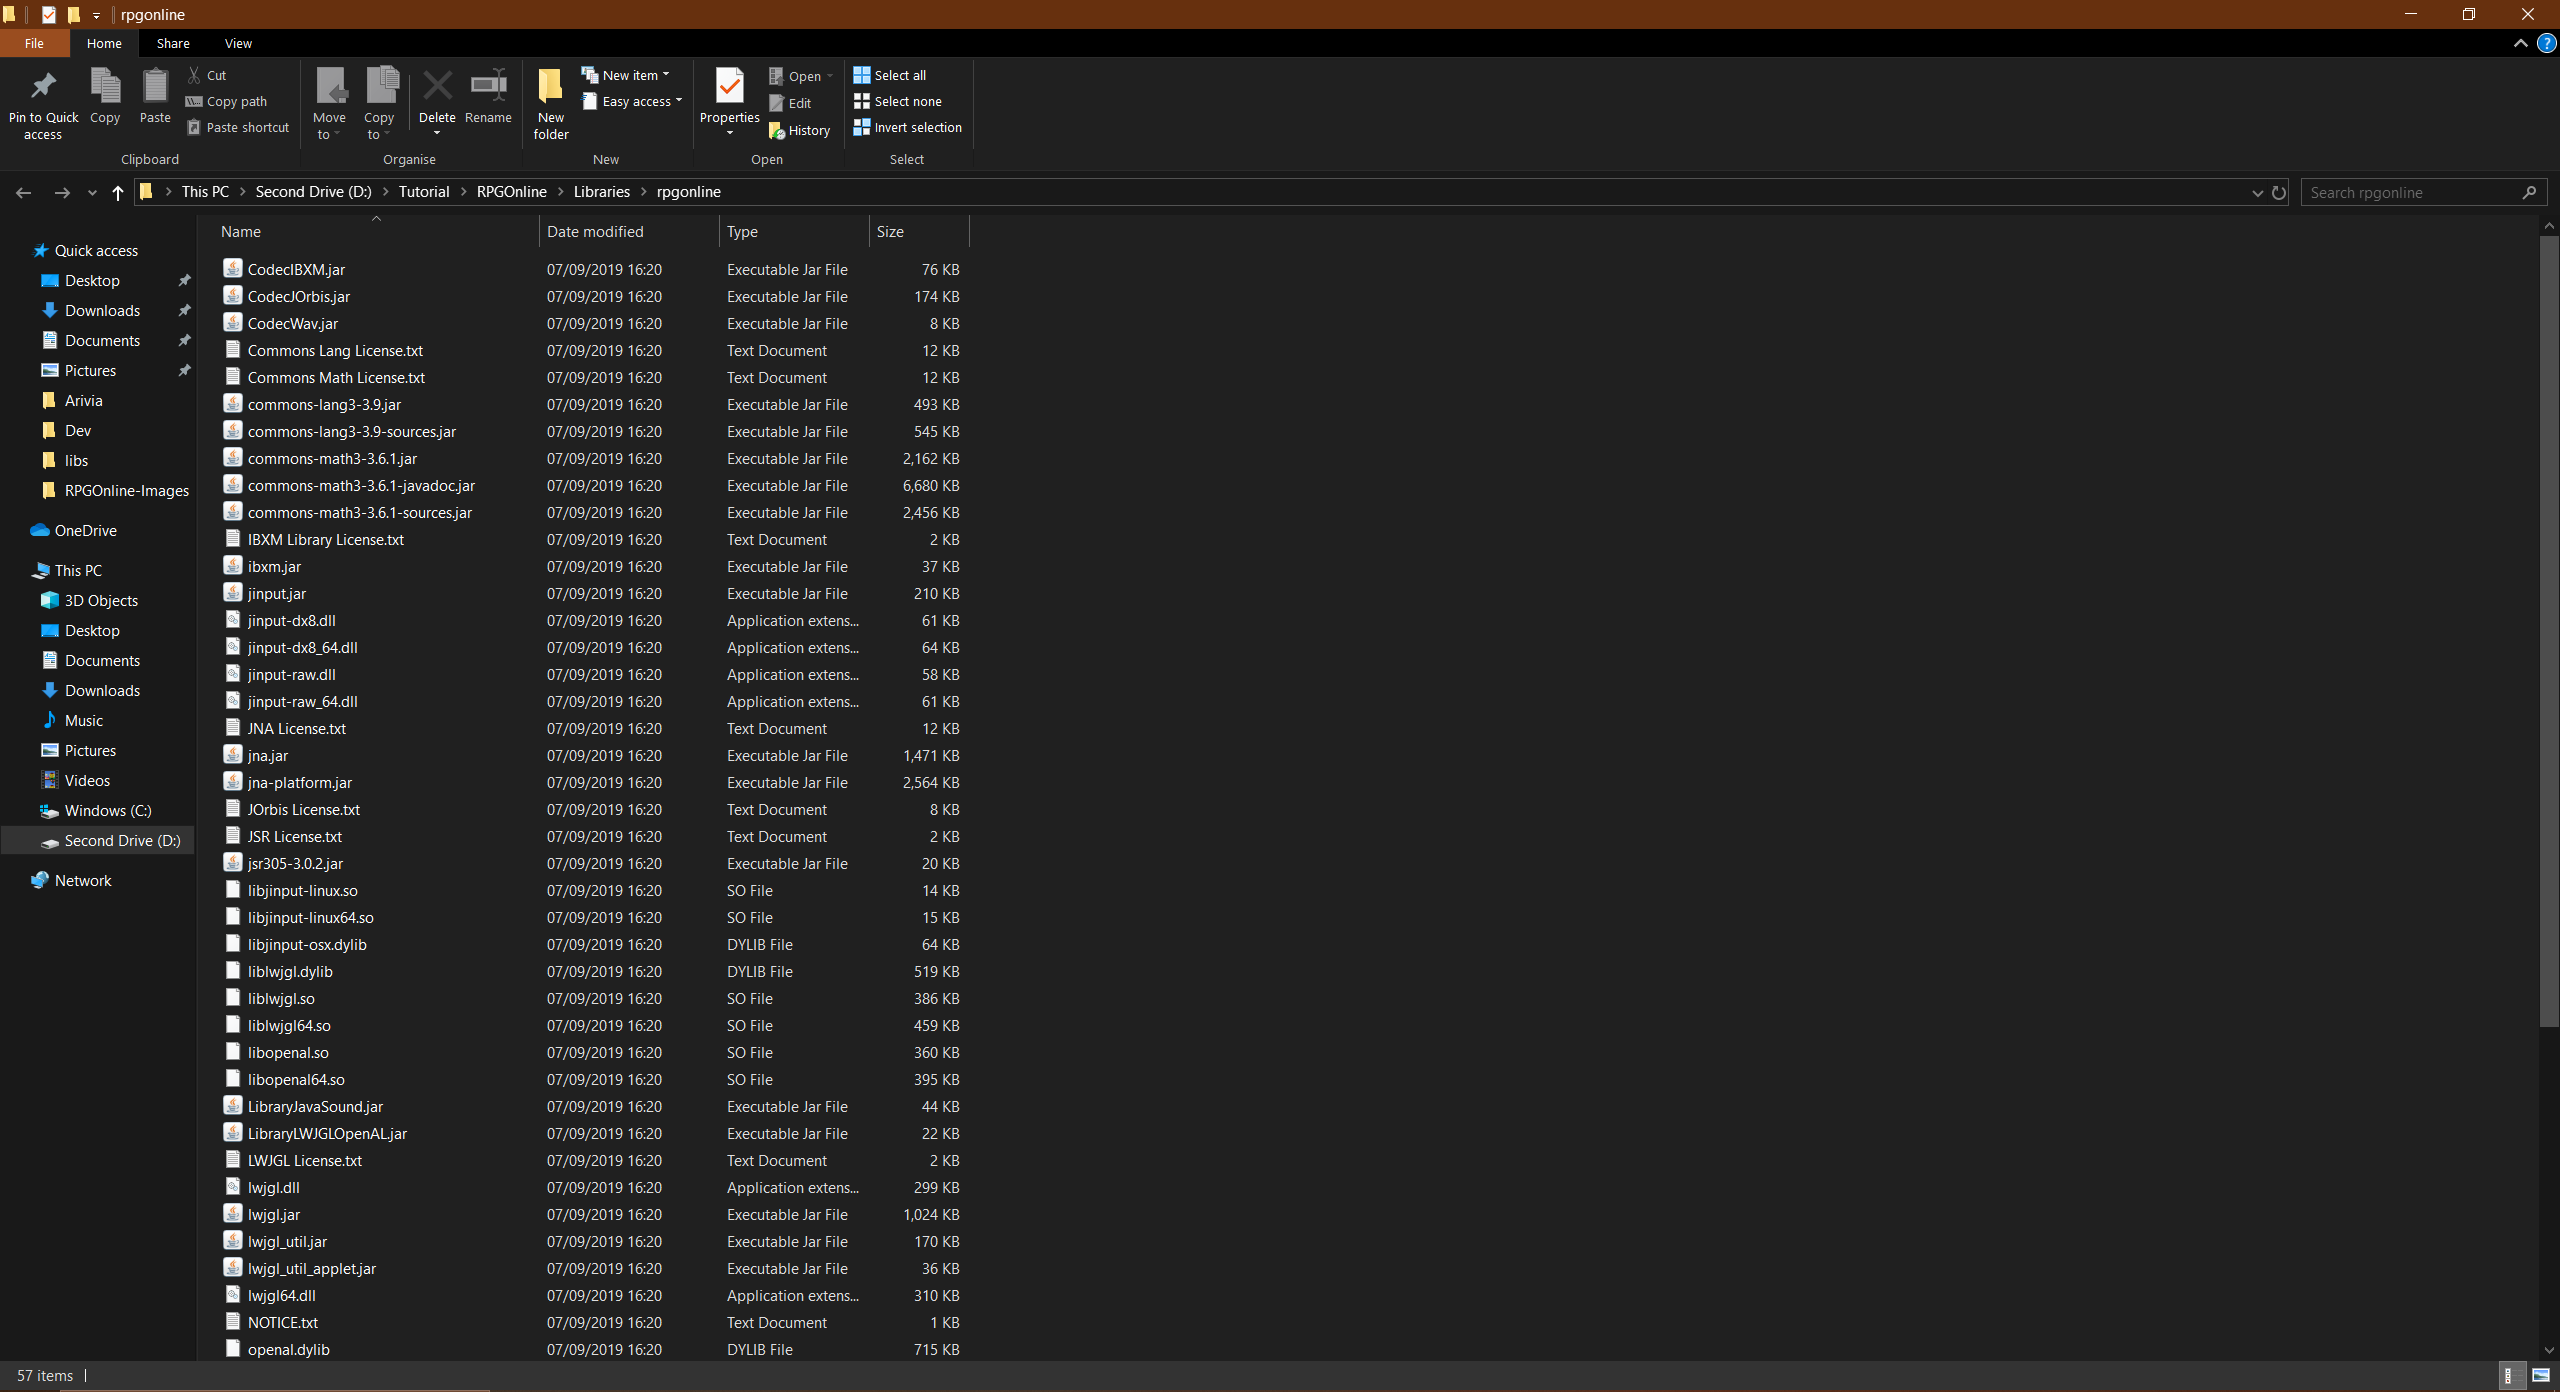 rpgonline
File Home Share View
Pin to Quick access
Copy
Paste
Cut
Copy path
Paste shortcut
Clipboard
Move to
Copy to
Delete
Rename
Organise
New folder
New item
Easy access
New
Properties
Open
Edit
History
Open
Select all
Select none
Invert selection
Select
This PC > Second Drive (D:) > Tutorial > RPGOnline > Libraries > rpgonline
Search rpgonline
Quick access
Desktop
Downloads
Documents
Pictures
Arivia
Dev
libs
RPGOnline-Images
OneDrive
This PC
3D Objects
Desktop
Documents
Downloads
Music
Pictures
Videos
Windows (C:)
Second Drive (D:)
Network
Name Date modified Type Size
CodecIBXM.jar 07/09/2019 16:20 Executable Jar File 76 KB
CodecJOrbis.jar 07/09/2019 16:20 Executable Jar File 174 KB
CodecWav.jar 07/09/2019 16:20 Executable Jar File 8 KB
Commons Lang License.txt 07/09/2019 16:20 Text Document 12 KB
Commons Math License.txt 07/09/2019 16:20 Text Document 12 KB
commons-lang3-3.9.jar 07/09/2019 16:20 Executable Jar File 493 KB
commons-lang3-3.9-sources.jar 07/09/2019 16:20 Executable Jar File 545 KB
commons-math3-3.6.1.jar 07/09/2019 16:20 Executable Jar File 2,162 KB
commons-math3-3.6.1-javadoc.jar 07/09/2019 16:20 Executable Jar File 6,680 KB
commons-math3-3.6.1-sources.jar 07/09/2019 16:20 Executable Jar File 2,456 KB
IBXM Library License.txt 07/09/2019 16:20 Text Document 2 KB
ibxm.jar 07/09/2019 16:20 Executable Jar File 37 KB
jinput.jar 07/09/2019 16:20 Executable Jar File 210 KB
jinput-dx8.dll 07/09/2019 16:20 Application extens... 61 KB
jinput-dx8_64.dll 07/09/2019 16:20 Application extens... 64 KB
jinput-raw.dll 07/09/2019 16:20 Application extens... 58 KB
jinput-raw_64.dll 07/09/2019 16:20 Application extens... 61 KB
JNA License.txt 07/09/2019 16:20 Text Document 12 KB
jna.jar 07/09/2019 16:20 Executable Jar File 1,471 KB
jna-platform.jar 07/09/2019 16:20 Executable Jar File 2,564 KB
JOrbis License.txt 07/09/2019 16:20 Text Document 8 KB
JSR License.txt 07/09/2019 16:20 Text Document 2 KB
jsr305-3.0.2.jar 07/09/2019 16:20 Executable Jar File 20 KB
libjinput-linux.so 07/09/2019 16:20 SO File 14 KB
libjinput-linux64.so 07/09/2019 16:20 SO File 15 KB
libjinput-osx.dylib 07/09/2019 16:20 DYLIB File 64 KB
liblwjgl.dylib 07/09/2019 16:20 DYLIB File 519 KB
liblwjgl.so 07/09/2019 16:20 SO File 386 KB
liblwjgl64.so 07/09/2019 16:20 SO File 459 KB
libopenal.so 07/09/2019 16:20 SO File 360 KB
libopenal64.so 07/09/2019 16:20 SO File 395 KB
LibraryJavaSound.jar 07/09/2019 16:20 Executable Jar File 44 KB
LibraryLWJGLOpenAL.jar 07/09/2019 16:20 Executable Jar File 22 KB
LWJGL License.txt 07/09/2019 16:20 Text Document 2 KB
lwjgl.dll 07/09/2019 16:20 Application extens... 299 KB
lwjgl.jar 07/09/2019 16:20 Executable Jar File 1,024 KB
lwjgl_util.jar 07/09/2019 16:20 Executable Jar File 170 KB
lwjgl_util_applet.jar 07/09/2019 16:20 Executable Jar File 36 KB
lwjgl64.dll 07/09/2019 16:20 Application extens... 310 KB
NOTICE.txt 07/09/2019 16:20 Text Document 1 KB
openal.dylib 07/09/2019 16:20 DYLIB File 715 KB
57 items